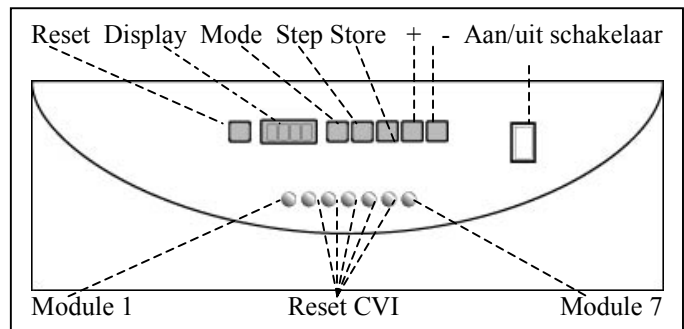 Reset Display Mode Step Store + - Aan/uit schakelaar
Module 1 Reset CVI Module 7